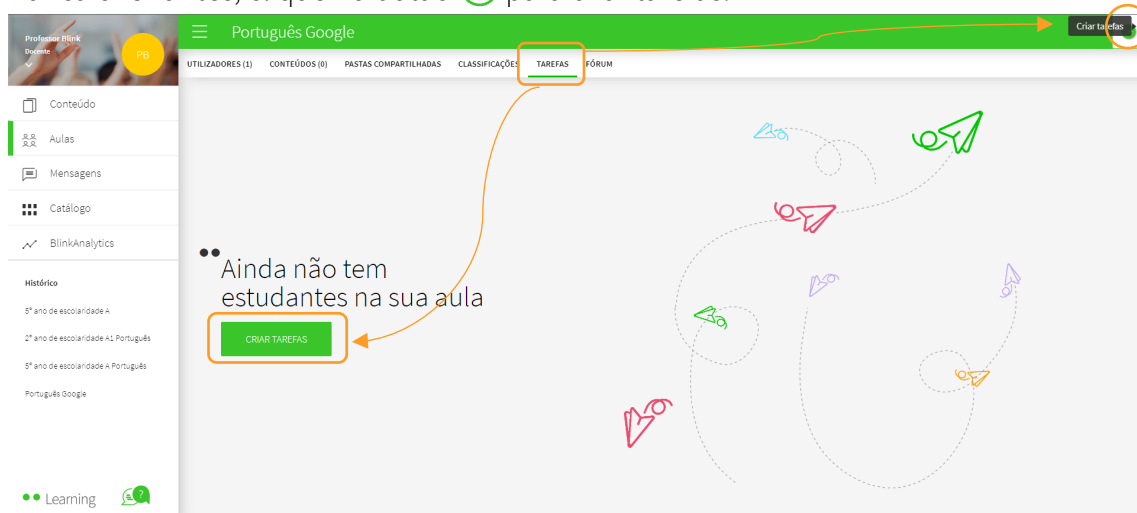 Professor Blink
Docente
PB
Português Google
Criar tarefas
UTILIZADORES (1) CONTEÚDOS (0) PASTAS COMPARTILHADAS CLASSIFICAÇÕES TAREFAS FÓRUM
Conteúdo
Aulas
Mensagens
Catálogo
BlinkAnalytics
Histórico
5º ano de escolaridade A
2º ano de escolaridade A1 Português
5º ano de escolaridade A Português
Português Google
Learning
?
Ainda não tem
estudantes na sua aula
CRIAR TAREFAS